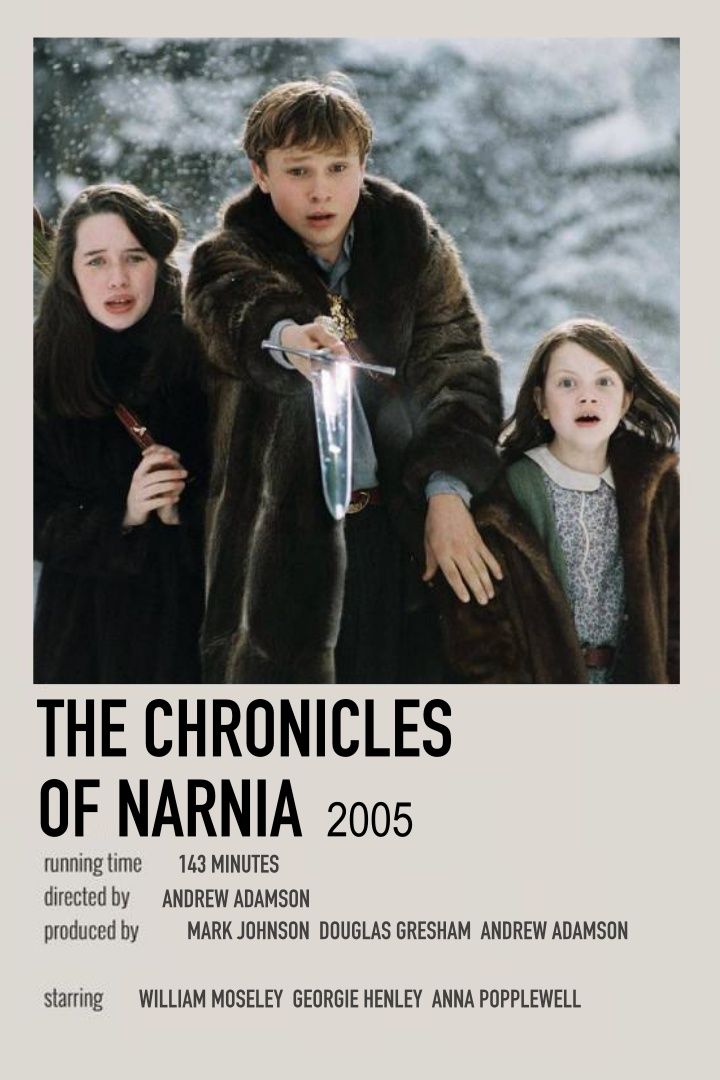 THE CHRONICLES
OF NARNIA 2005
running time 143 MINUTES
directed by ANDREW ADAMSON
produced by MARK JOHNSON DOUGLAS GRESHAM ANDREW ADAMSON
starring WILLIAM MOSELEY GEORGIE HENLEY ANNA POPPLEWELL